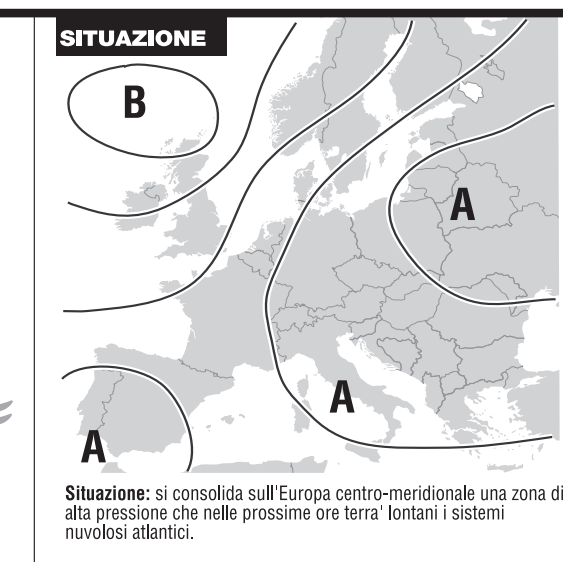 SITUAZIONE
B
A
A
A
Situazione: si consolida sull'Europa centro-meridionale una zona di
alta pressione che nelle prossime ore terra' lontani i sistemi
nuvolosi atlantici.